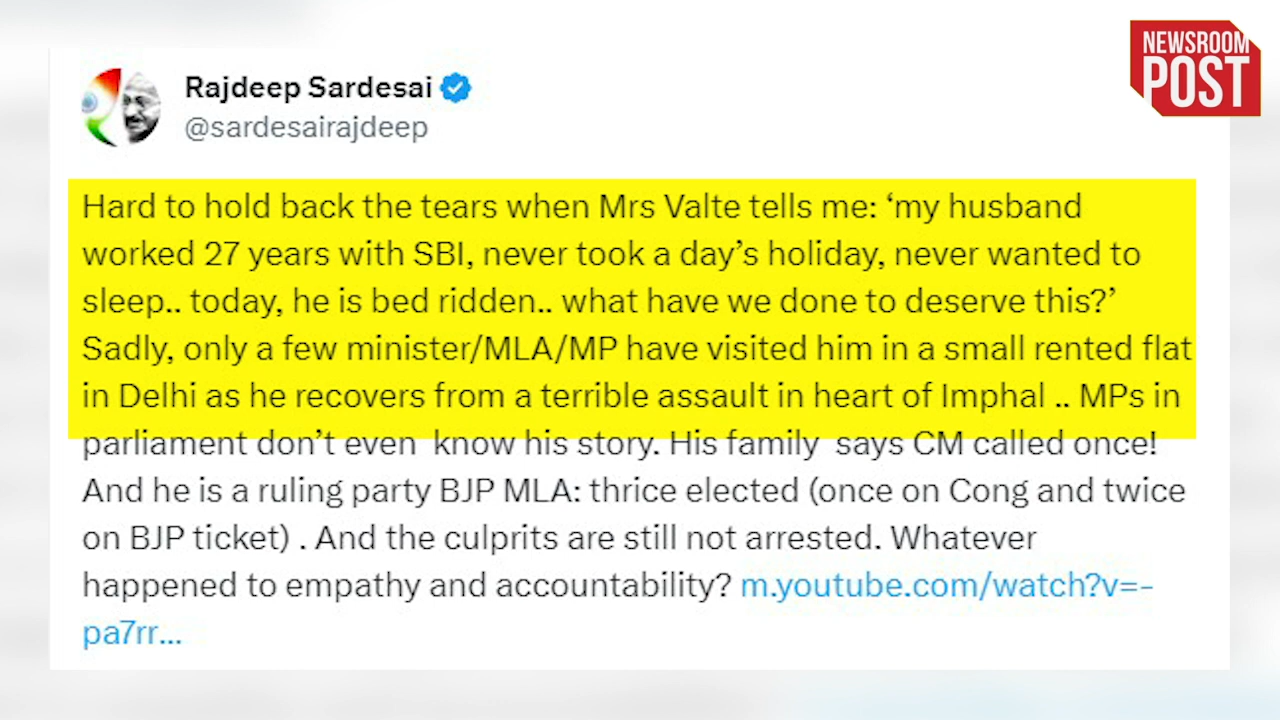 NEWSROOM
POST
Rajdeep Sardesai
@sardesairajdeep
Hard to hold back the tears when Mrs Valte tells me: ‘my husband
worked 27 years with SBI, never took a day’s holiday, never wanted to
sleep.. today, he is bed ridden.. what have we done to deserve this?’
Sadly, only a few minister/MLA/MP have visited him in a small rented flat
in Delhi as he recovers from a terrible assault in heart of Imphal .. MPs in
parliament don’t even  know his story. His family  says CM called once!
And he is a ruling party BJP MLA: thrice elected (once on Cong and twice
on BJP ticket) . And the culprits are still not arrested. Whatever
happened to empathy and accountability? m.youtube.com/watch?v=-
pa7rr...